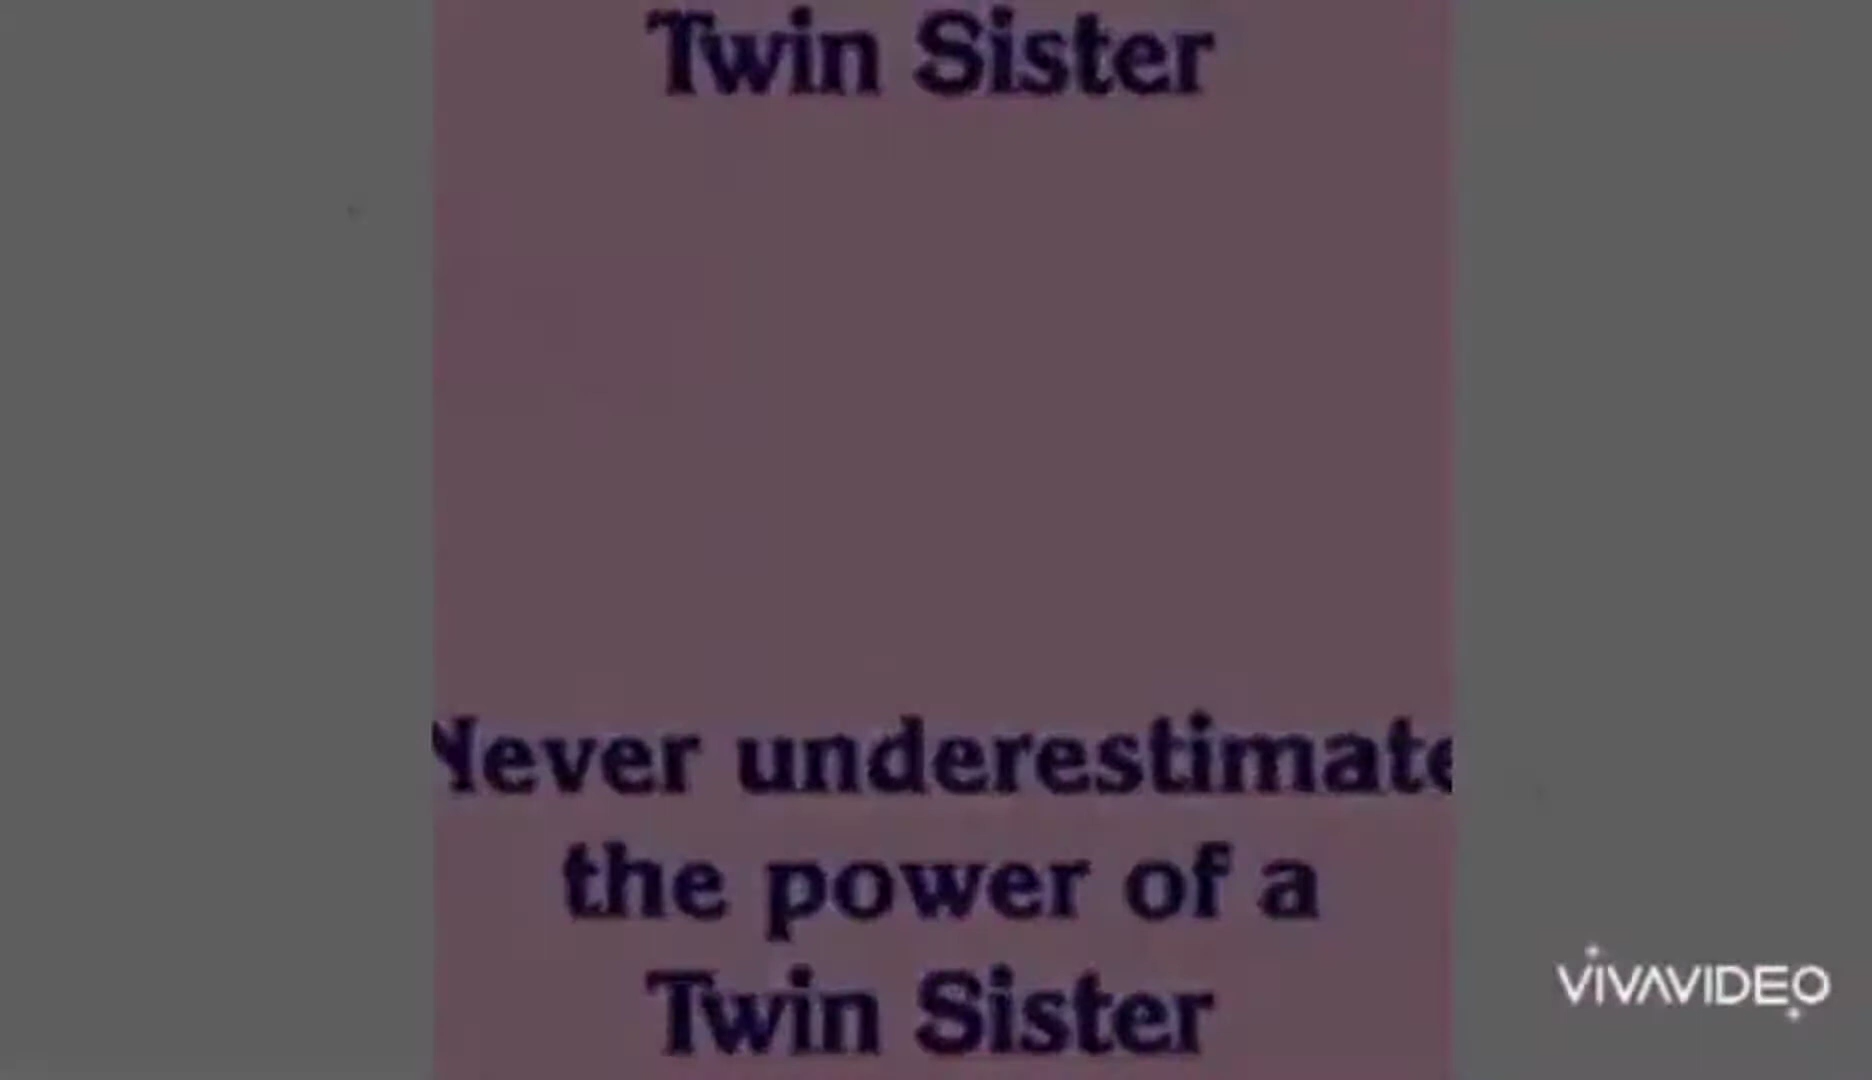 Twin Sister
Never underestimate
the power of a
Twin Sister
VIVAVIDEO